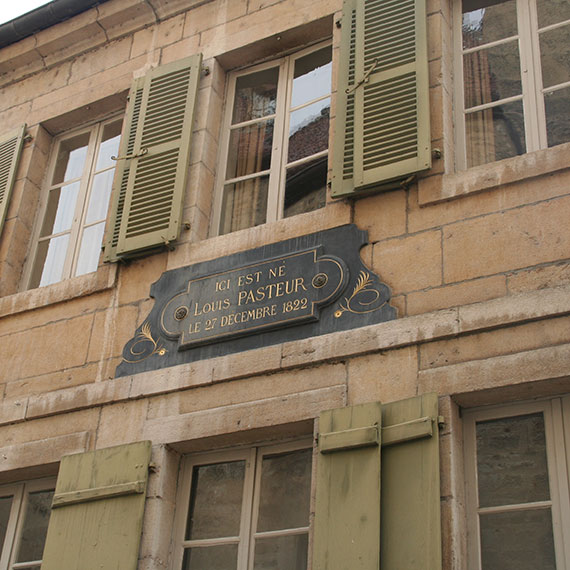 ICI EST NÉ
LOUIS PASTEUR
LE 27 DECEMBRE 1822